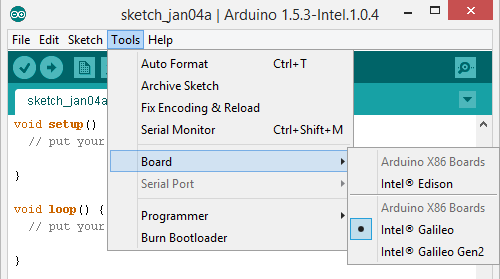 sketch_jan04a | Arduino 1.5.3-Intel.1.0.4
File Edit Sketch Tools Help
Auto Format Ctrl+T
Archive Sketch
Fix Encoding & Reload
Serial Monitor Ctrl+Shift+M
Board
Serial Port
Programmer
Burn Bootloader
Arduino X86 Boards
Intel® Edison
Arduino X86 Boards
Intel® Galileo
Intel® Galileo Gen2
sketch_jan04a
void setup()
// put your
}
void loop() {
// put your
}